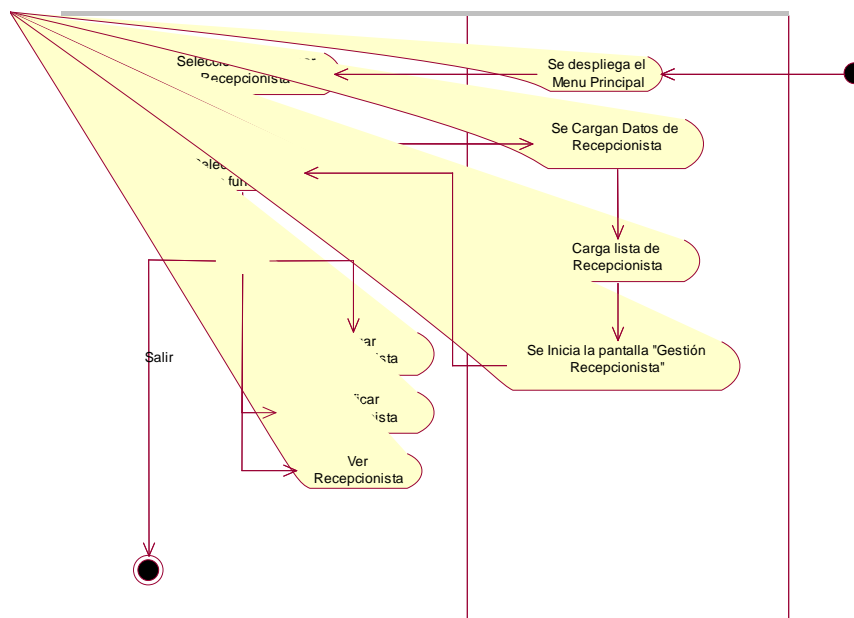 Recepcionista
Se despliega el
Menu Principal
Se Cargan Datos de
Recepcionista
Carga lista de
Recepcionista
Se Inicia la pantalla "Gestión
Recepcionista"
Salir
Ver
Recepcionista